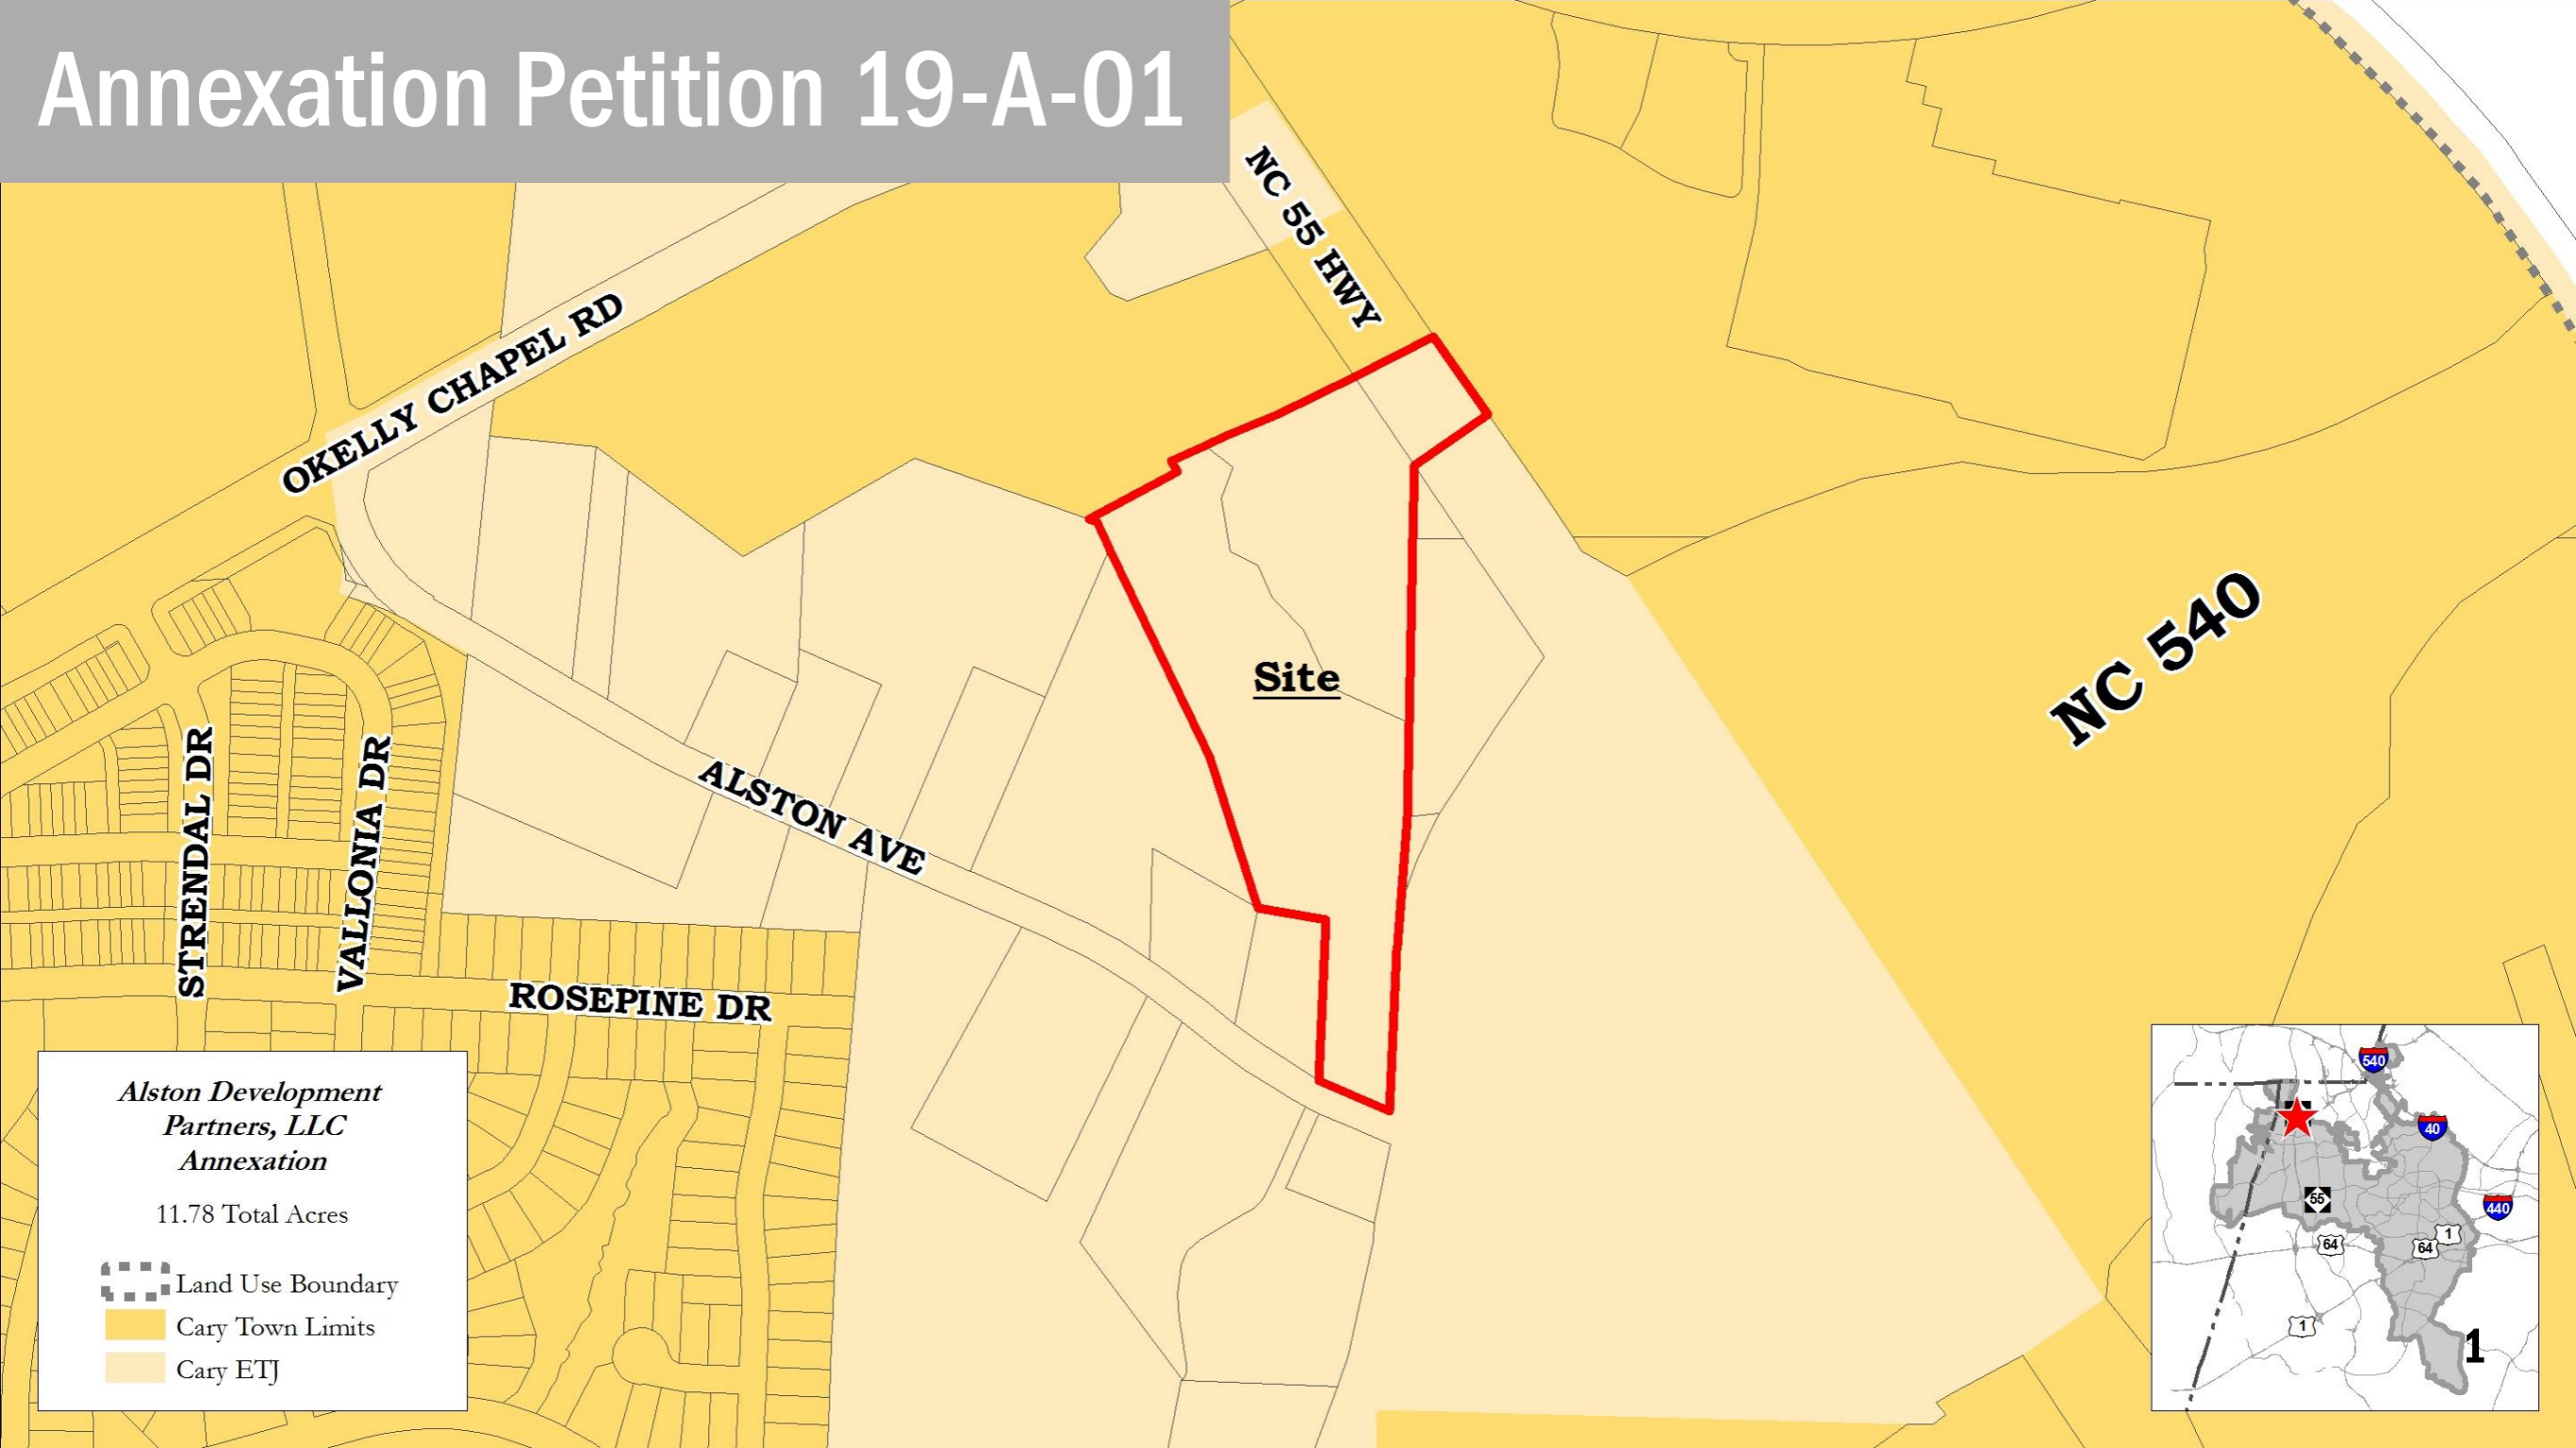 Annexation Petition 19-A-01
NC 55 HWY
OKELLY CHAPEL RD
NC 540
Site
STRENDAL DR
VALLONIA DR
ALSTON AVE
ROSEPINE DR
Alston Development
Partners, LLC
Annexation
11.78 Total Acres
Land Use Boundary
Cary Town Limits
Cary ETJ
540
40
55
440
64
64
1
1
1